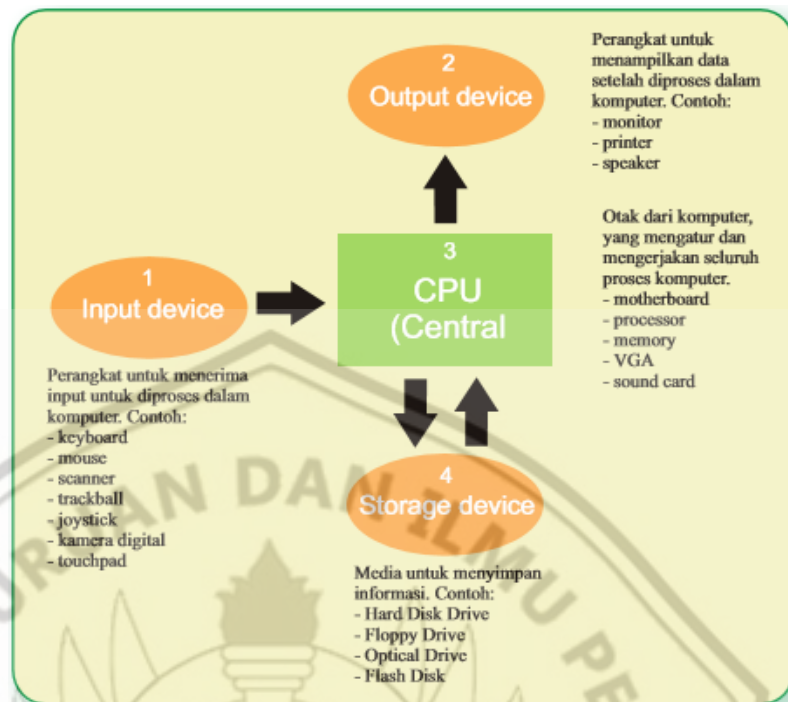 2
Output device
Perangkat untuk
menampilkan data
setelah diproses dalam
komputer. Contoh:
- monitor
- printer
- speaker
3
CPU
(Central
Otak dari komputer,
yang mengatur dan
mengerjakan seluruh
proses komputer.
- motherboard
- processor
- memory
- VGA
- sound card
1
Input device
Perangkat untuk menerima
input untuk diproses dalam
komputer. Contoh:
- keyboard
- mouse
- scanner
- trackball
- joystick
- kamera digital
- touchpad
4
Storage device
Media untuk menyimpan
informasi. Contoh:
- Hard Disk Drive
- Floppy Drive
- Optical Drive
- Flash Disk
DAN ILMU